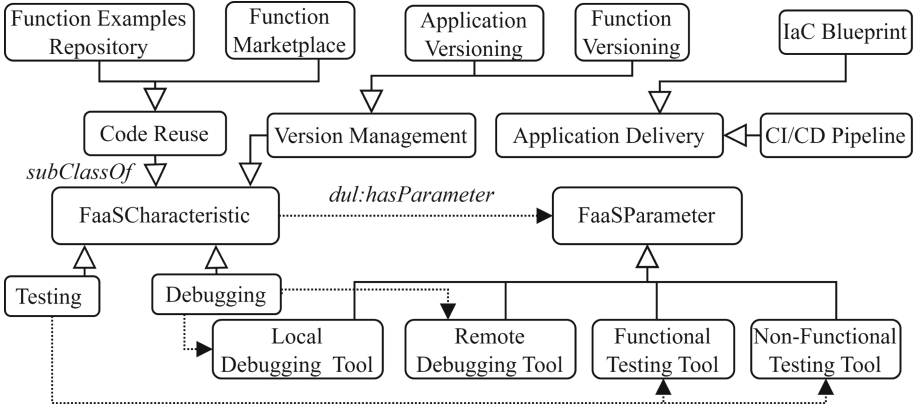 Function Examples
Repository
Function
Marketplace
Application
Versioning
Function
Versioning
IaC Blueprint
Code Reuse
Version Management
Application Delivery
CI/CD Pipeline
subClassOf
FaaSCharacteristic
dul:hasParameter
FaaSParameter
Testing
Debugging
Local
Debugging Tool
Remote
Debugging Tool
Functional
Testing Tool
Non-Functional
Testing Tool